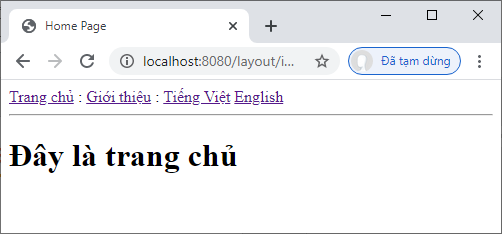 Home Page
localhost:8080/layout/i...
Đã tạm dừng
Trang chủ : Giới thiệu : Tiếng Việt English
Đây là trang chủ